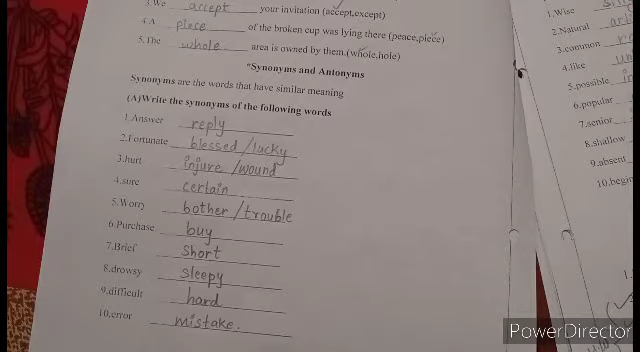 3. We accept your invitation (accept,except)
4.A piece of the broken cup was lying there (peace,piece)
5.The whole area is owned by them.(whole,hole)
*Synonyms and Antonyms
Synonyms are the words that have similar meaning
(A)Write the synonyms of the following words
1.Answer reply
2.Fortunate blessed/lucky
3.hurt injure /wound
4.sure certain
5.Worry bother /trouble
6.Purchase buy
7.Brief short
8.drowsy sleepy
9.difficult hard
10.error mistake.
1.Wise
2.Natural
3.common
4.like
5.possible
6.popular
7.senior
8.shallow
9.absent
10.begin
PowerDirector